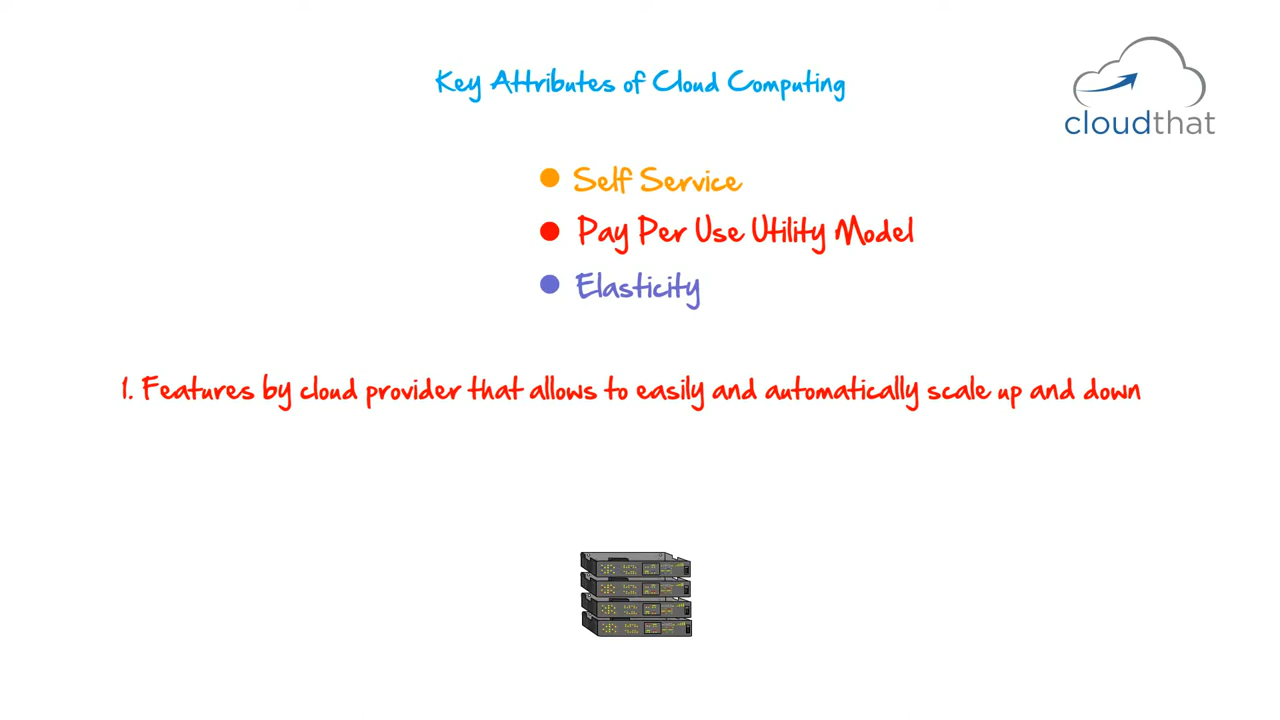 Key Attributes of Cloud Computing
cloudthat
Self Service
Pay Per Use Utility Model
Elasticity
1. Features by cloud provider that allows to easily and automatically scale up and down